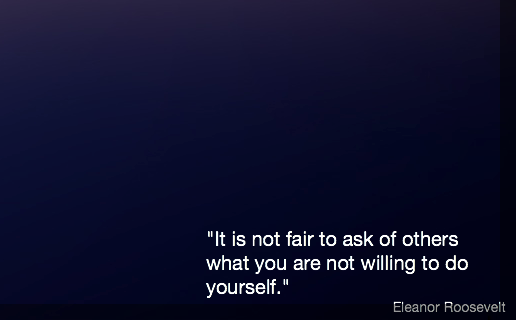 "It is not fair to ask of others
what you are not willing to do
yourself."
Eleanor Roosevelt